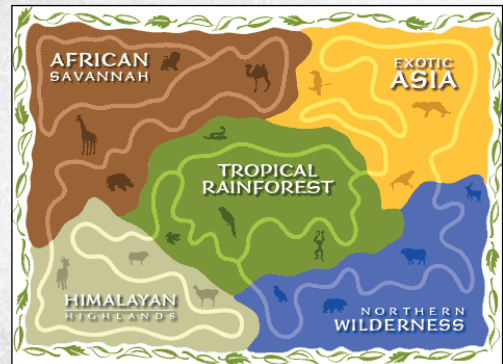 AFRICAN
SAVANNAH
EXOTIC
ASIA
TROPICAL
RAINFOREST
HIMALAYAN
HIGHLANDS
NORTHERN
WILDERNESS